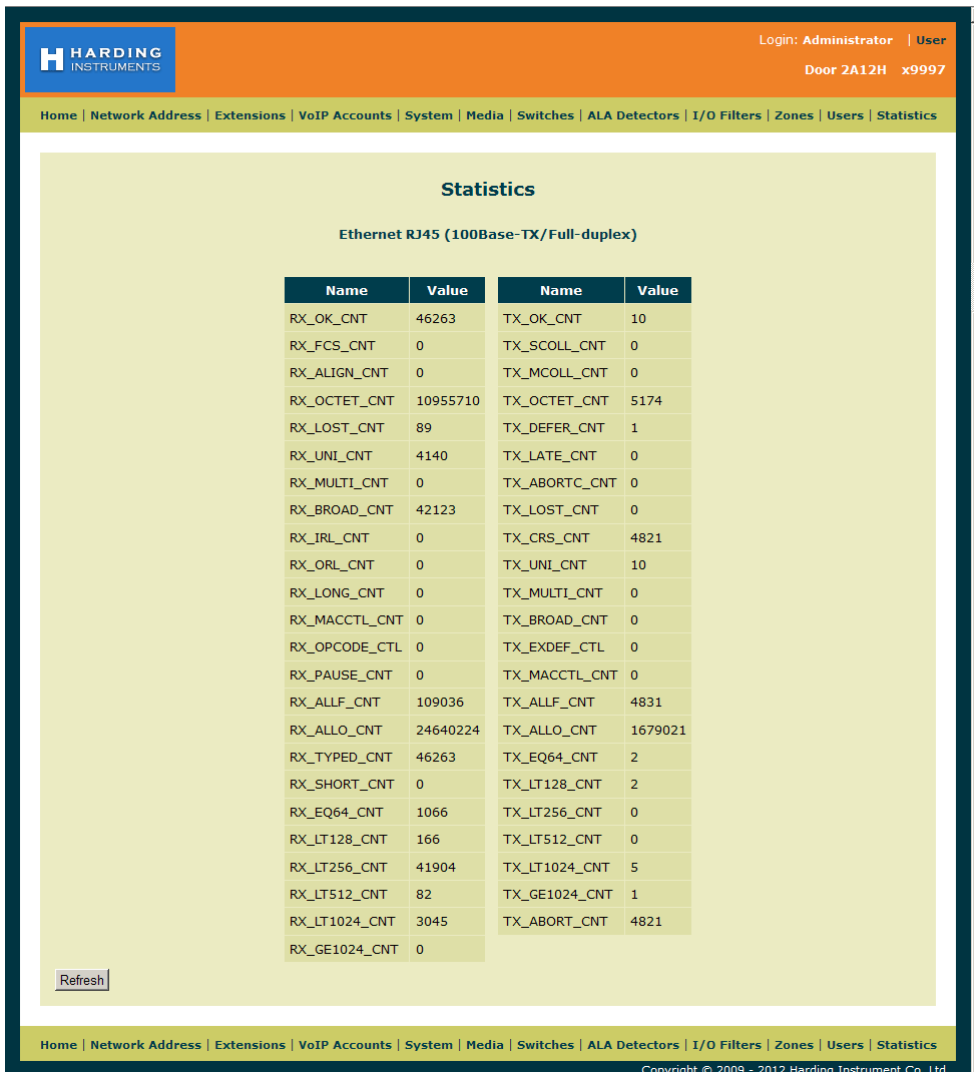 HARDING
INSTRUMENTS
Login: Administrator | User
Door 2A12H x9997
Home | Network Address | Extensions | VoIP Accounts | System | Media | Switches | ALA Detectors | I/O Filters | Zones | Users | Statistics
Statistics
Ethernet RJ45 (100Base-TX/Full-duplex)
Name Value Name Value
RX_OK_CNT 46263 TX_OK_CNT 10
RX_FCS_CNT 0 TX_SCOLL_CNT 0
RX_ALIGN_CNT 0 TX_MCOLL_CNT 0
RX_OCTET_CNT 10955710 TX_OCTET_CNT 5174
RX_LOST_CNT 89 TX_DEFER_CNT 1
RX_UNI_CNT 4140 TX_LATE_CNT 0
RX_MULTI_CNT 0 TX_ABORTC_CNT 0
RX_BROAD_CNT 42123 TX_LOST_CNT 0
RX_IRL_CNT 0 TX_CRS_CNT 4821
RX_ORL_CNT 0 TX_UNI_CNT 10
RX_LONG_CNT 0 TX_MULTI_CNT 0
RX_MACCTL_CNT 0 TX_BROAD_CNT 0
RX_OPCODE_CTL 0 TX_EXDEF_CTL 0
RX_PAUSE_CNT 0 TX_MACCTL_CNT 0
RX_ALLF_CNT 109036 TX_ALLF_CNT 4831
RX_ALLO_CNT 24640224 TX_ALLO_CNT 1679021
RX_TYPED_CNT 46263 TX_EQ64_CNT 2
RX_SHORT_CNT 0 TX_LT128_CNT 2
RX_EQ64_CNT 1066 TX_LT256_CNT 0
RX_LT128_CNT 166 TX_LT512_CNT 0
RX_LT256_CNT 41904 TX_LT1024_CNT 5
RX_LT512_CNT 82 TX_GE1024_CNT 1
RX_LT1024_CNT 3045 TX_ABORT_CNT 4821
RX_GE1024_CNT 0
Refresh
Home | Network Address | Extensions | VoIP Accounts | System | Media | Switches | ALA Detectors | I/O Filters | Zones | Users | Statistics
Copyright © 2009 - 2012 Harding Instrument Co. Ltd